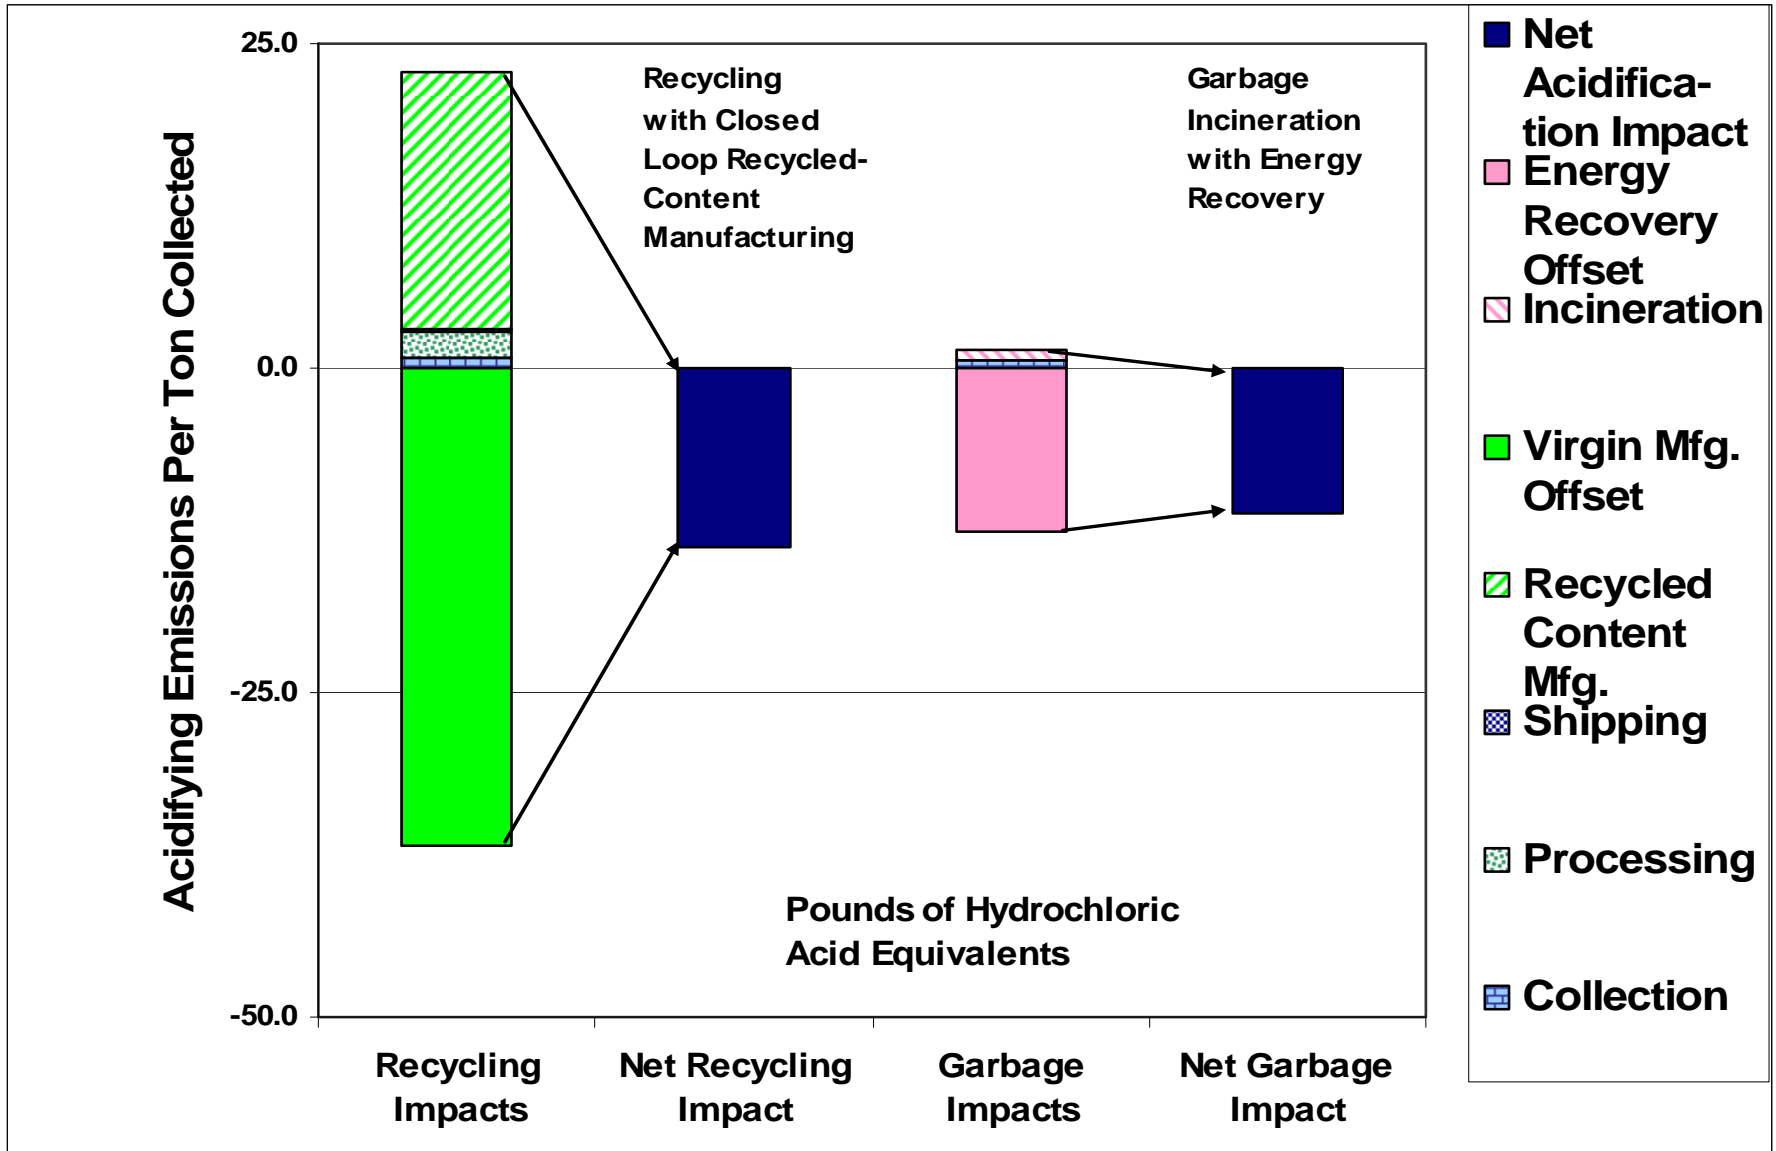 Acidifying Emissions Per Ton Collected
25.0
0.0
-25.0
-50.0
Recycling
with Closed
Loop Recycled-
Content
Manufacturing
Garbage
Incineration
with Energy
Recovery
Pounds of Hydrochloric
Acid Equivalents
Recycling
Impacts
Net Recycling
Impact
Garbage
Impacts
Net Garbage
Impact
Net
Acidifica-
tion Impact
Energy
Recovery
Offset
Incineration
Virgin Mfg.
Offset
Recycled
Content
Mfg.
Shipping
Processing
Collection